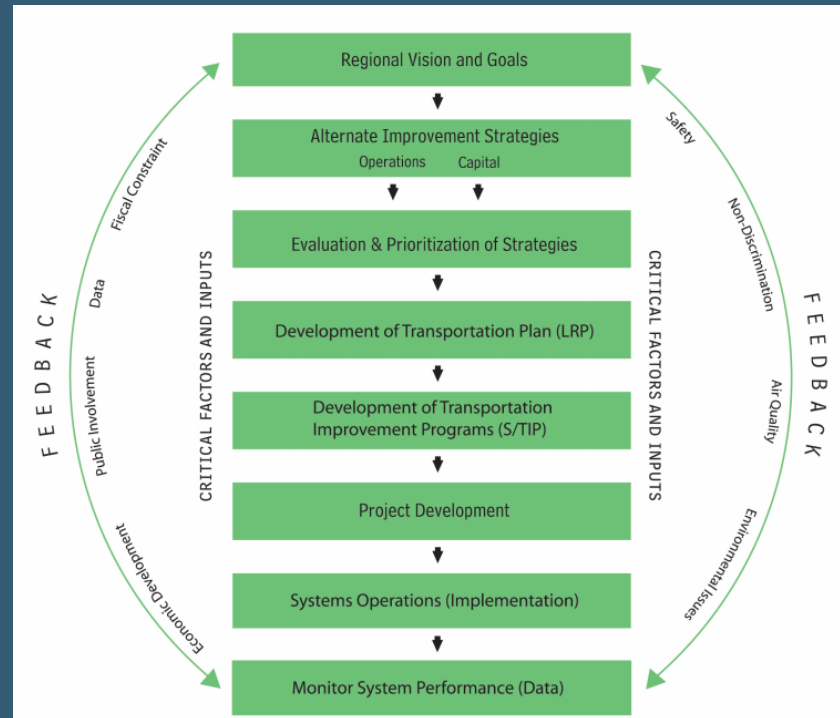 Regional Vision and Goals
Alternate Improvement Strategies
Operations Capital
Evaluation & Prioritization of Strategies
Development of Transportation Plan (LRP)
Development of Transportation
Improvement Programs (S/TIP)
Project Development
Systems Operations (Implementation)
Monitor System Performance (Data)
FEEDBACK
Fiscal Constraint
Data
Public Involvement
Economic Development
CRITICAL FACTORS AND INPUTS
CRITICAL FACTORS AND INPUTS
Safety
Non-Discrimination
Air Quality
Environmental Issues
FEEDBACK